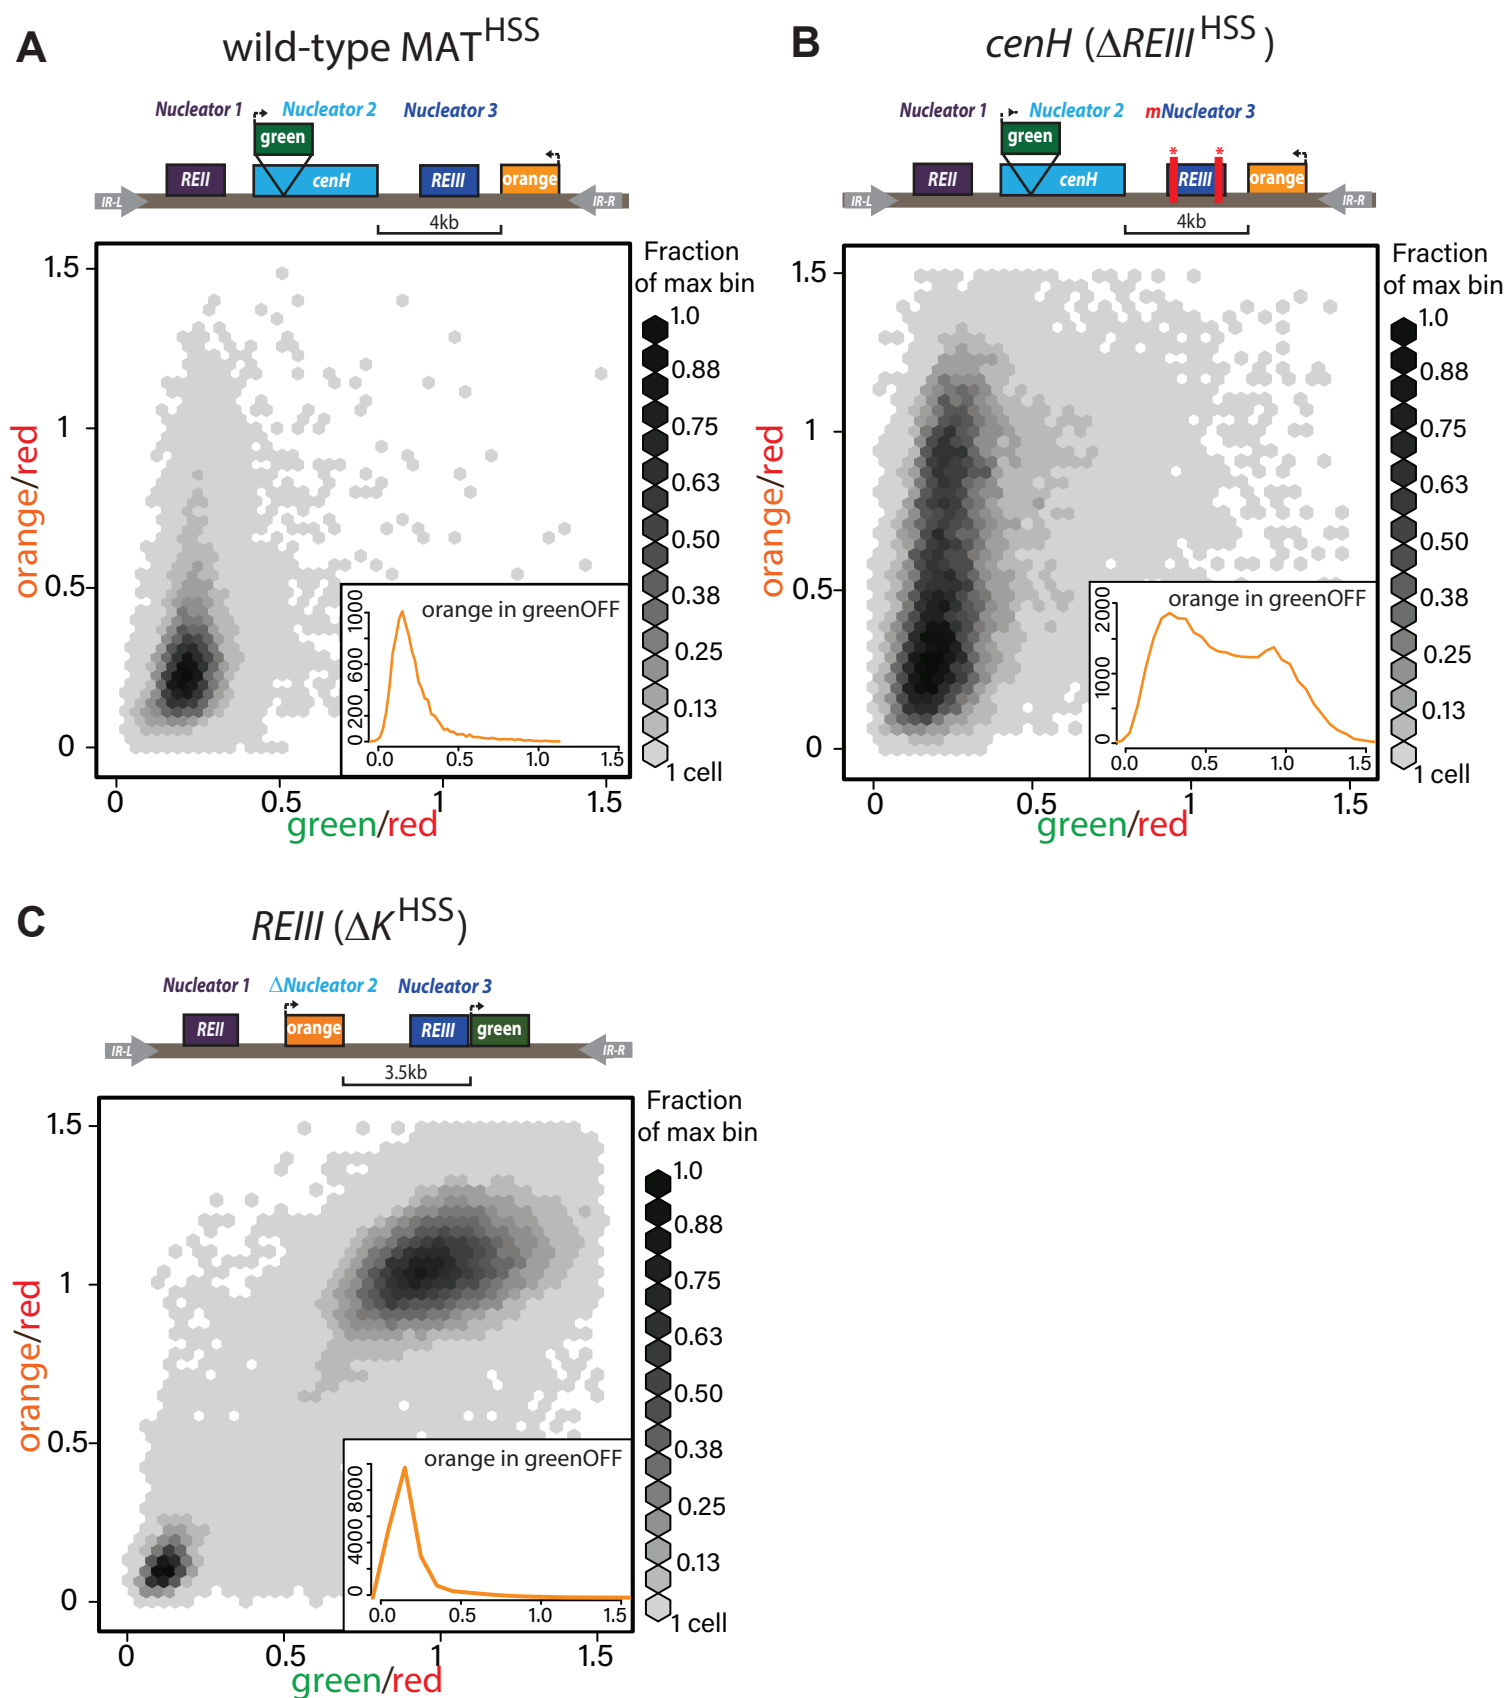 A
wild-type MAT^HSS
Nucleator 1
Nucleator 2
Nucleator 3
green
REII
cenH
REIII
orange
IR-L
IR-R
4kb
Fraction
of max bin
1.0
0.88
0.75
0.63
0.50
0.38
0.25
0.13
1 cell
1.5
1
0.5
0
orange/red
orange in greenOFF
1000
600
200
0
0.0
0.5
1.0
1.5
0
0.5
1
1.5
green/red
B
cenH (ΔREIII^HSS)
Nucleator 1
Nucleator 2
mNucleator 3
green
* *
REII
cenH
REIII
orange
IR-L
IR-R
4kb
Fraction
of max bin
1.0
0.88
0.75
0.63
0.50
0.38
0.25
0.13
1 cell
1.5
1
0.5
0
orange/red
orange in greenOFF
2000
1000
0
0.0
0.5
1.0
1.5
0
0.5
1
1.5
green/red
C
REIII (ΔK^HSS)
Nucleator 1
ΔNucleator 2
Nucleator 3
REII
orange
REIII
green
IR-L
IR-R
3.5kb
Fraction
of max bin
1.0
0.88
0.75
0.63
0.50
0.38
0.25
0.13
1 cell
1.5
1
0.5
0
orange/red
orange in greenOFF
8000
4000
0
0.0
0.5
1.0
1.5
0
0.5
1
1.5
green/red